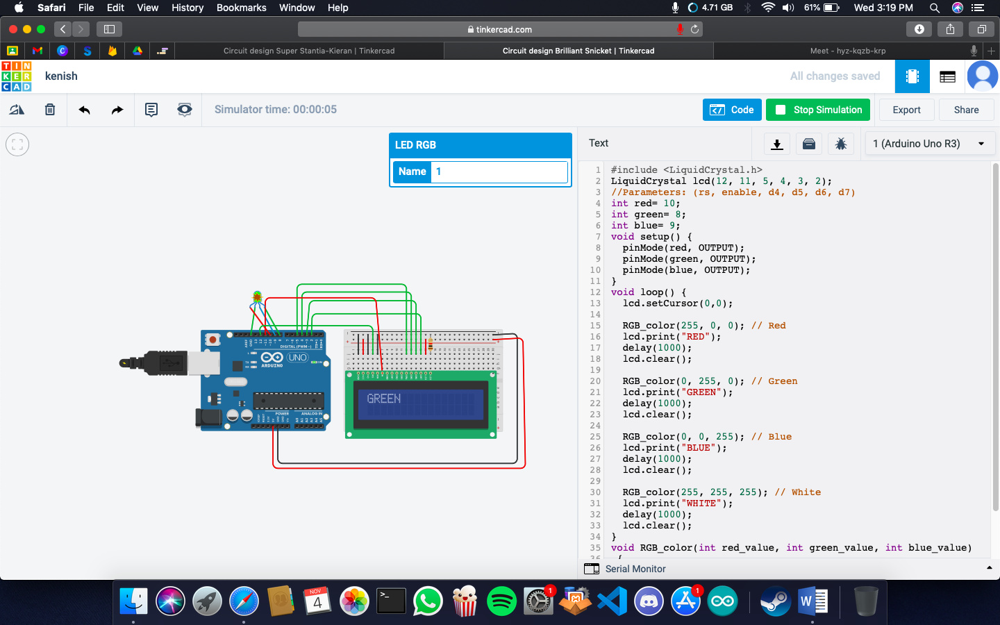 Safari File Edit View History Bookmarks Window Help 4.71 GB 61% Wed 3:19 PM
tinkercad.com
Circuit design Super Stantia-Kieran | Tinkercad Circuit design Brilliant Snicket | Tinkercad Meet - hyz-kqzb-krp
TIN
KER
CAD
kenish
All changes saved
Simulator time: 00:00:05
Code
Stop Simulation
Export
Share
LED RGB
Name 1
Text
1 (Arduino Uno R3)
1 #include <LiquidCrystal.h>
2 LiquidCrystal lcd(12, 11, 5, 4, 3, 2);
3 //Parameters: (rs, enable, d4, d5, d6, d7)
4 int red= 10;
5 int green= 8;
6 int blue= 9;
7 void setup() {
8 pinMode(red, OUTPUT);
9 pinMode(green, OUTPUT);
10 pinMode(blue, OUTPUT);
11 }
12 void loop() {
13 lcd.setCursor(0,0);
14
15 RGB_color(255, 0, 0); // Red
16 lcd.print("RED");
17 delay(1000);
18 lcd.clear();
19
20 RGB_color(0, 255, 0); // Green
21 lcd.print("GREEN");
22 delay(1000);
23 lcd.clear();
24
25 RGB_color(0, 0, 255); // Blue
26 lcd.print("BLUE");
27 delay(1000);
28 lcd.clear();
29
30 RGB_color(255, 255, 255); // White
31 lcd.print("WHITE");
32 delay(1000);
33 lcd.clear();
34 }
35 void RGB_color(int red_value, int green_value, int blue_value)
36 {
DIGITAL (PWM~)
UNO
ARDUINO
ON
POWER ANALOG IN
GREEN
Serial Monitor
NOV
4
1
1